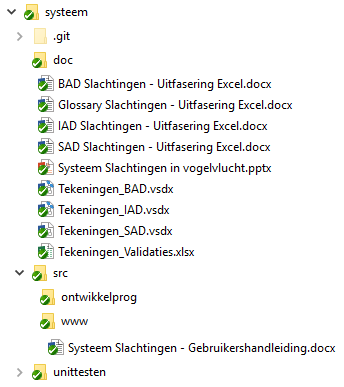 systeem
.git
doc
BAD Slachtingen - Uitfasering Excel.docx
Glossary Slachtingen - Uitfasering Excel.docx
IAD Slachtingen - Uitfasering Excel.docx
SAD Slachtingen - Uitfasering Excel.docx
Systeem Slachtingen in vogelvlucht.pptx
Tekeningen_BAD.vsdx
Tekeningen_IAD.vsdx
Tekeningen_SAD.vsdx
Tekeningen_Validaties.xlsx
src
ontwikkelprog
www
Systeem Slachtingen - Gebruikershandleiding.docx
unittesten